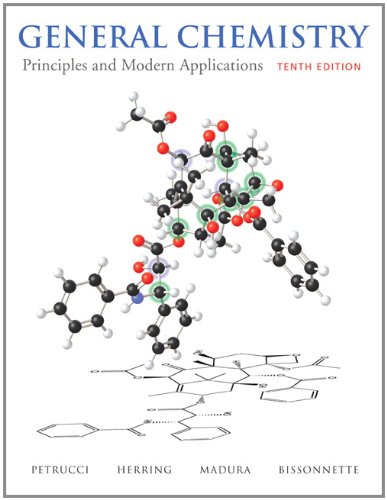 GENERAL CHEMISTRY
Principles and Modern Applications TENTH EDITION
PETRUCCI HERRING MADURA BISSONNETTE